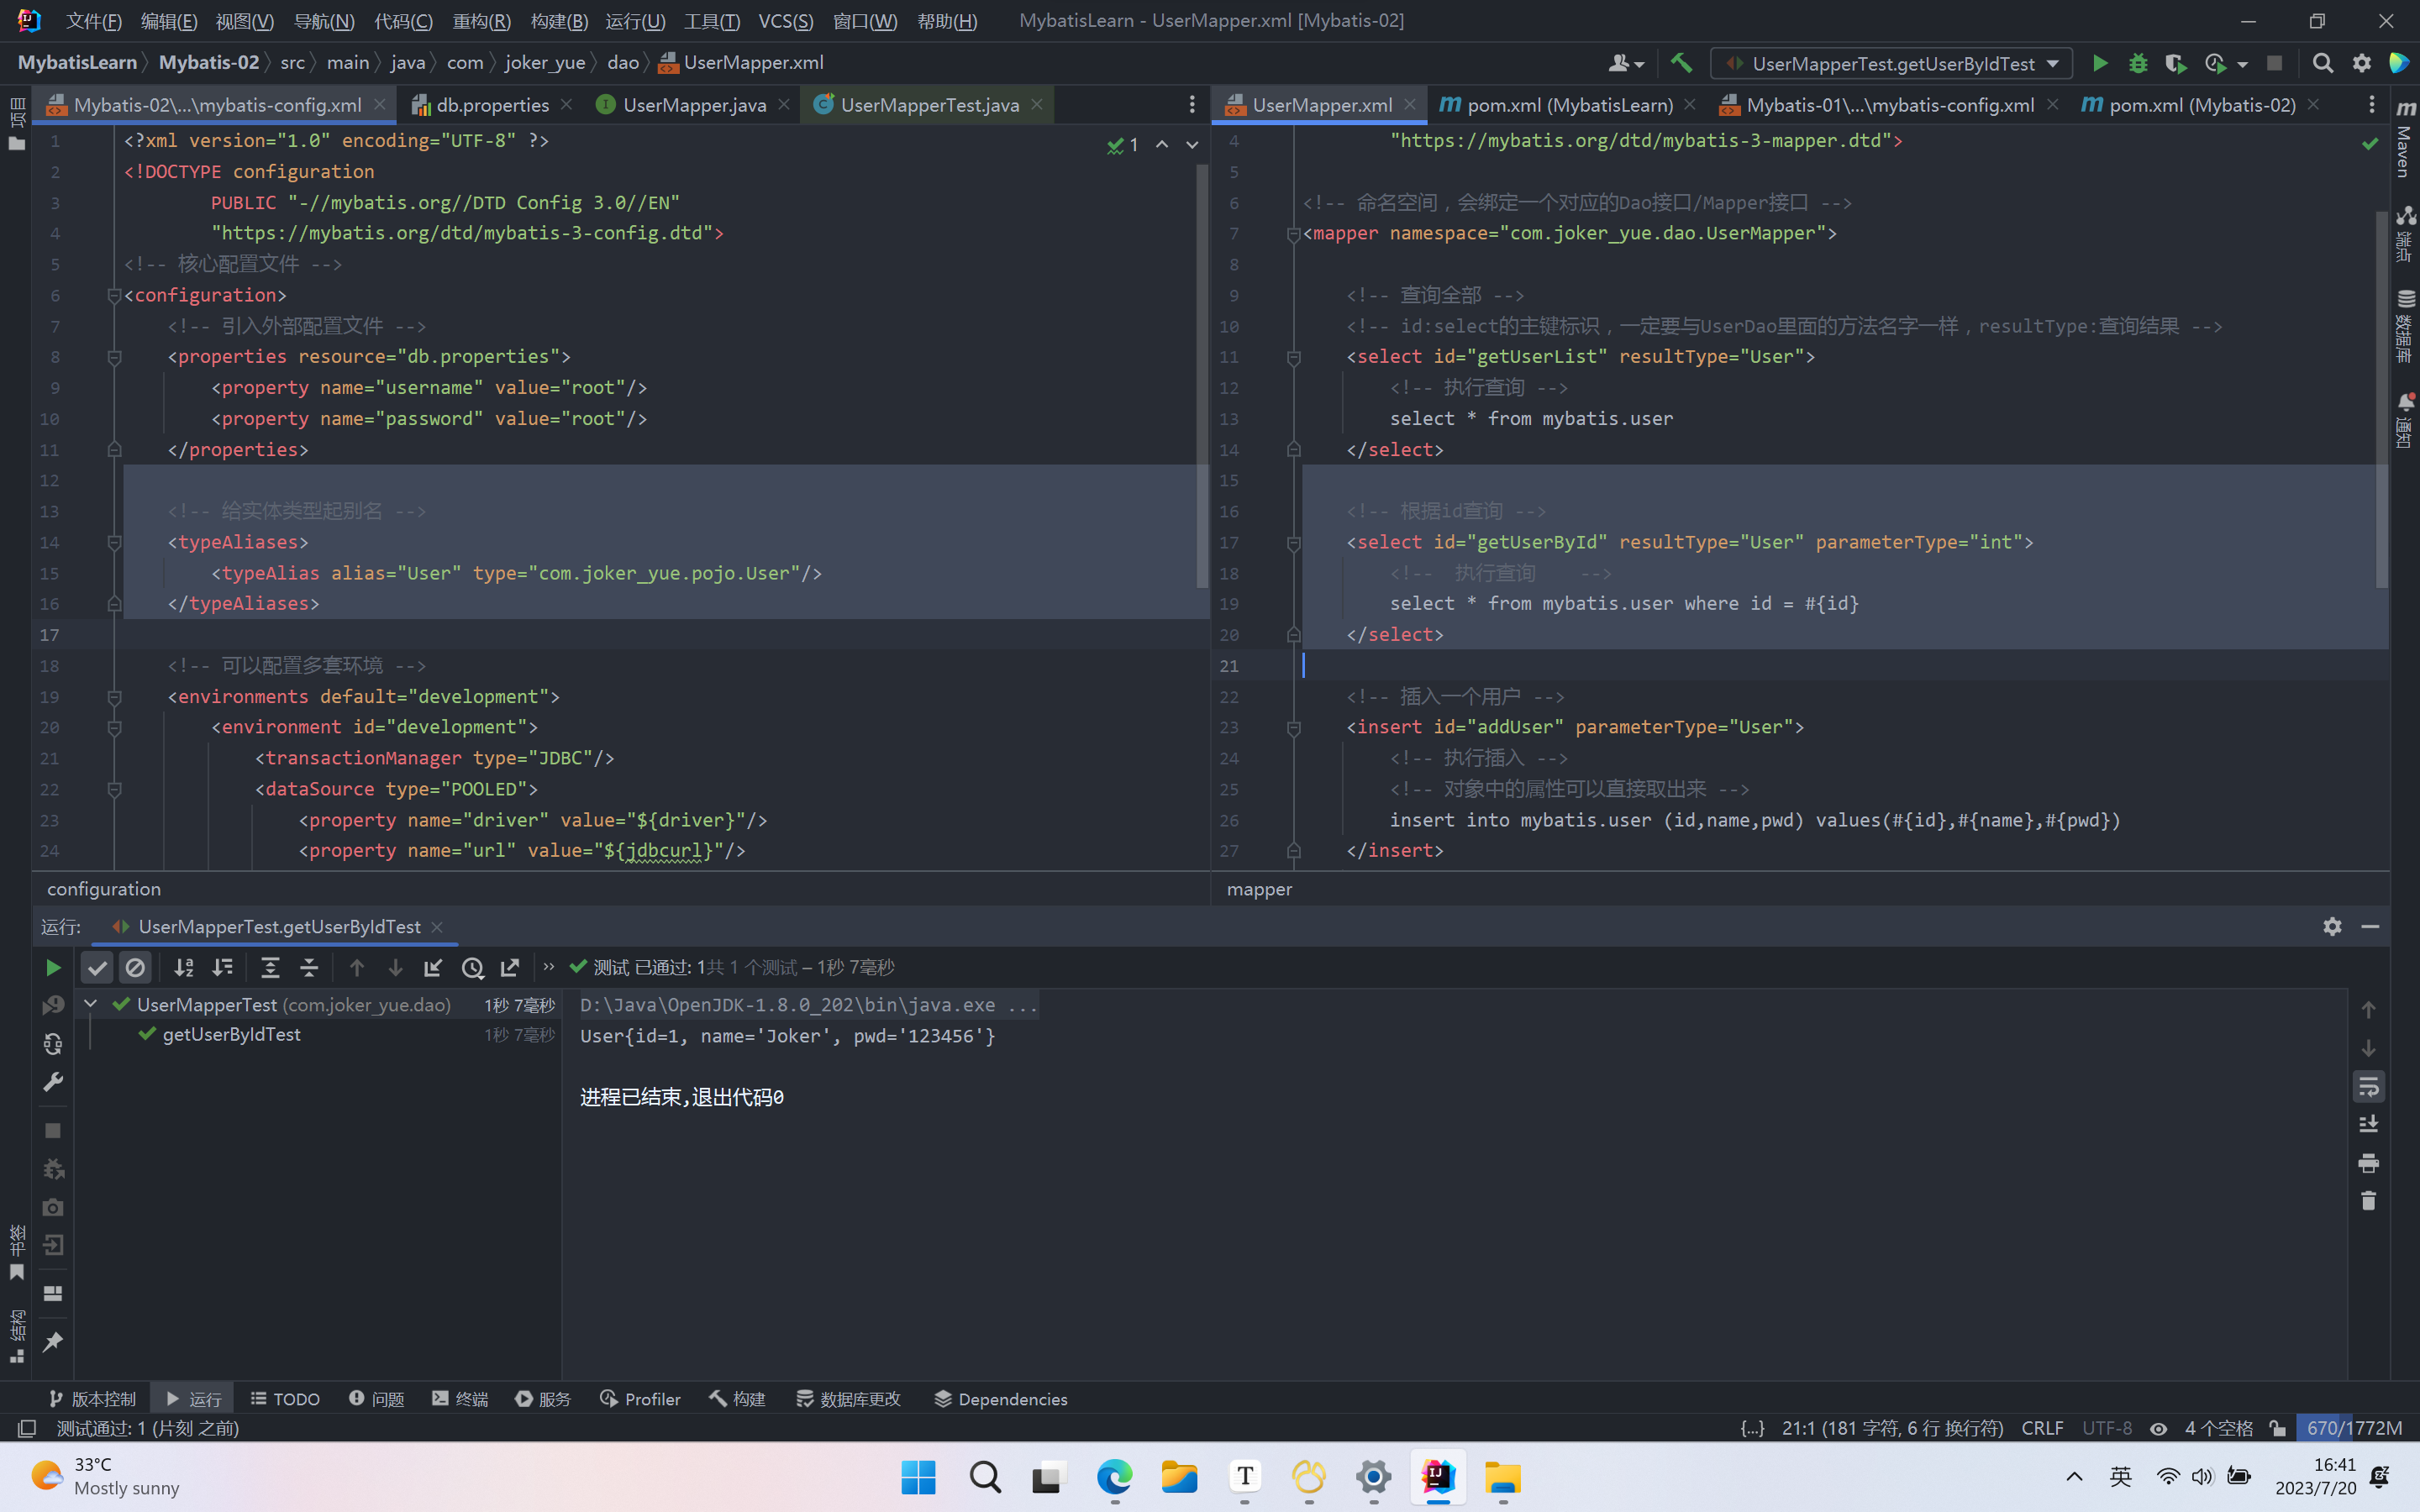 文件(F) 编辑(E) 视图(V) 导航(N) 代码(C) 重构(R) 构建(B) 运行(U) 工具(T) VCS(S) 窗口(W) 帮助(H) MybatisLearn - UserMapper.xml [Mybatis-02]
MybatisLearn Mybatis-02 src main java com joker_yue dao UserMapper.xml UserMapperTest.getUserByIdTest
Mybatis-02\...\mybatis-config.xml db.properties UserMapper.java UserMapperTest.java
1 <?xml version="1.0" encoding="UTF-8" ?>
2 <!DOCTYPE configuration
3 PUBLIC "-//mybatis.org//DTD Config 3.0//EN"
4 "https://mybatis.org/dtd/mybatis-3-config.dtd">
5 <!-- 核心配置文件 -->
6 <configuration>
7 <!-- 引入外部配置文件 -->
8 <properties resource="db.properties">
9 <property name="username" value="root"/>
10 <property name="password" value="root"/>
11 </properties>
12
13 <!-- 给实体类型起别名 -->
14 <typeAliases>
15 <typeAlias alias="User" type="com.joker_yue.pojo.User"/>
16 </typeAliases>
17
18 <!-- 可以配置多套环境 -->
19 <environments default="development">
20 <environment id="development">
21 <transactionManager type="JDBC"/>
22 <dataSource type="POOLED">
23 <property name="driver" value="${driver}"/>
24 <property name="url" value="${jdbcurl}"/>
1
configuration
UserMapper.xml pom.xml (MybatisLearn) Mybatis-01\...\mybatis-config.xml pom.xml (Mybatis-02)
4 "https://mybatis.org/dtd/mybatis-3-mapper.dtd">
5
6 <!-- 命名空间，会绑定一个对应的Dao接口/Mapper接口 -->
7 <mapper namespace="com.joker_yue.dao.UserMapper">
8
9 <!-- 查询全部 -->
10 <!-- id:select的主键标识，一定要与UserDao里面的方法名字一样，resultType:查询结果 -->
11 <select id="getUserList" resultType="User">
12 <!-- 执行查询 -->
13 select * from mybatis.user
14 </select>
15
16 <!-- 根据id查询 -->
17 <select id="getUserById" resultType="User" parameterType="int">
18 <!--  执行查询    -->
19 select * from mybatis.user where id = #{id}
20 </select>
21
22 <!-- 插入一个用户 -->
23 <insert id="addUser" parameterType="User">
24 <!-- 执行插入 -->
25 <!-- 对象中的属性可以直接取出来 -->
26 insert into mybatis.user (id,name,pwd) values(#{id},#{name},#{pwd})
27 </insert>
mapper
项目
Maven
端点
数据库
通知
书签
结构
运行: UserMapperTest.getUserByIdTest
测试 已通过: 1共 1 个测试 – 1秒 7毫秒
UserMapperTest (com.joker_yue.dao) 1秒 7毫秒
getUserByIdTest 1秒 7毫秒
D:\Java\OpenJDK-1.8.0_202\bin\java.exe ...
User{id=1, name='Joker', pwd='123456'}
进程已结束,退出代码0
版本控制 运行 TODO 问题 终端 服务 Profiler 构建 数据库更改 Dependencies
测试通过: 1 (片刻 之前) {...} 21:1 (181 字符, 6 行 换行符) CRLF UTF-8 4 个空格 670/1772M
33°C
Mostly sunny
英
16:41
2023/7/20